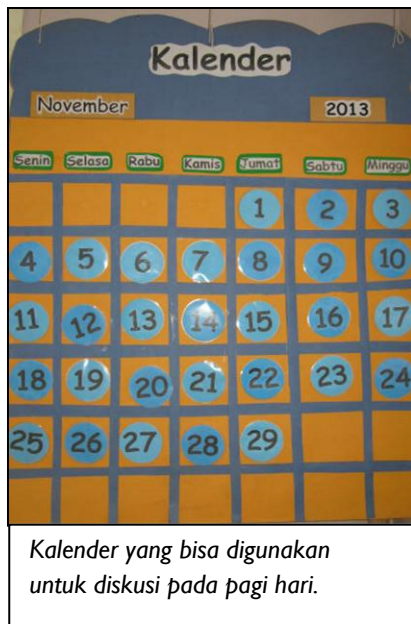 Kalender
November 2013
Senin Selasa Rabu Kamis Jumat Sabtu Minggu
1 2 3
4 5 6 7 8 9 10
11 12 13 14 15 16 17
18 19 20 21 22 23 24
25 26 27 28 29
Kalender yang bisa digunakan
untuk diskusi pada pagi hari.